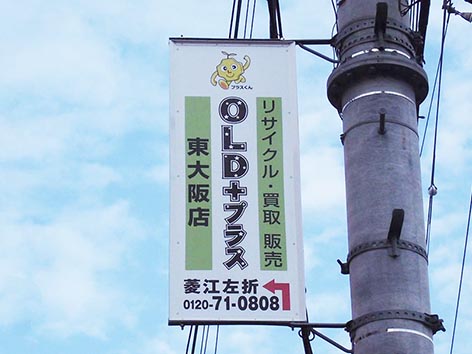 プラスくん
リサイクル・買取 販売
OLD+プラス
東大阪店
菱江左折
0120-71-0808